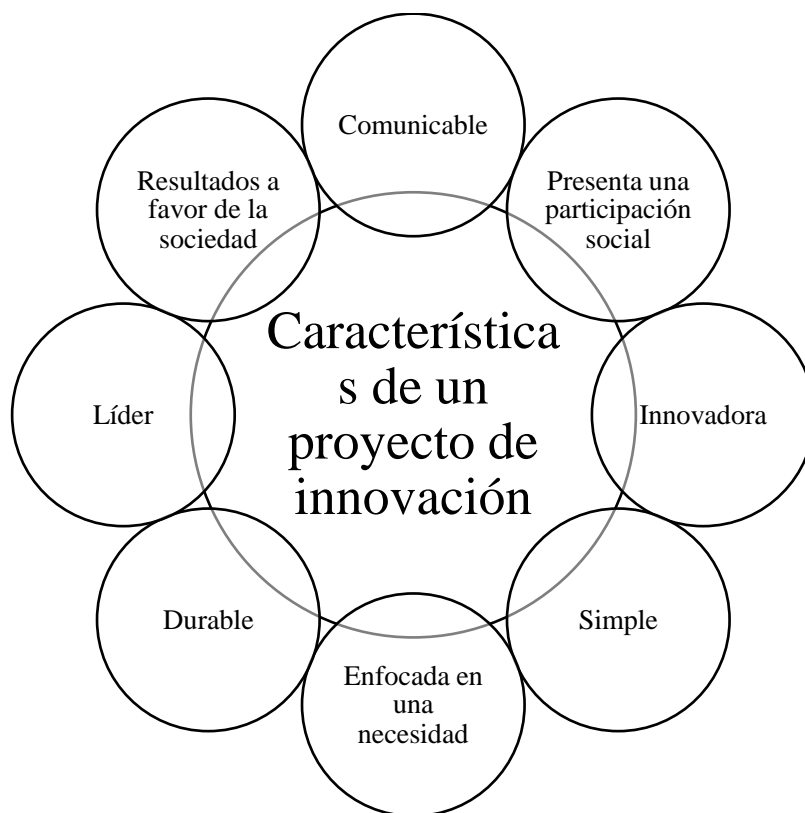 Comunicable
Presenta una
participación
social
Innovadora
Simple
Enfocada en
una
necesidad
Durable
Líder
Resultados a
favor de la
sociedad
Característica
s de un
proyecto de
innovación